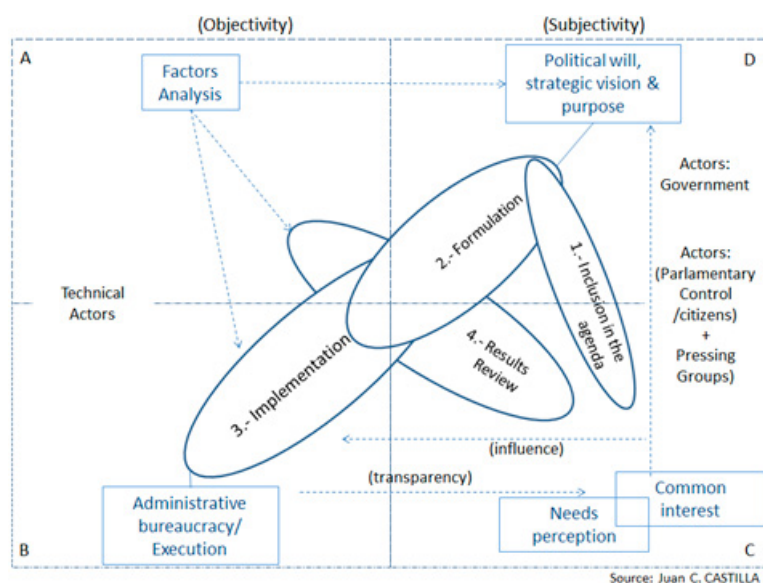 (Objectivity)
(Subjectivity)
A
D
Factors
Analysis
Political will,
strategic vision &
purpose
Actors:
Government
2.- Formulation
1.- Inclusion in the
agenda
Actors:
(Parlamentary
Control
/citizens)
+
Pressing
Groups)
Technical
Actors
3.- Implementation
4.- Results
Review
(influence)
(transparency)
Administrative
bureaucracy/
Execution
Needs
perception
Common
interest
B
C
Source: Juan C. CASTILLA